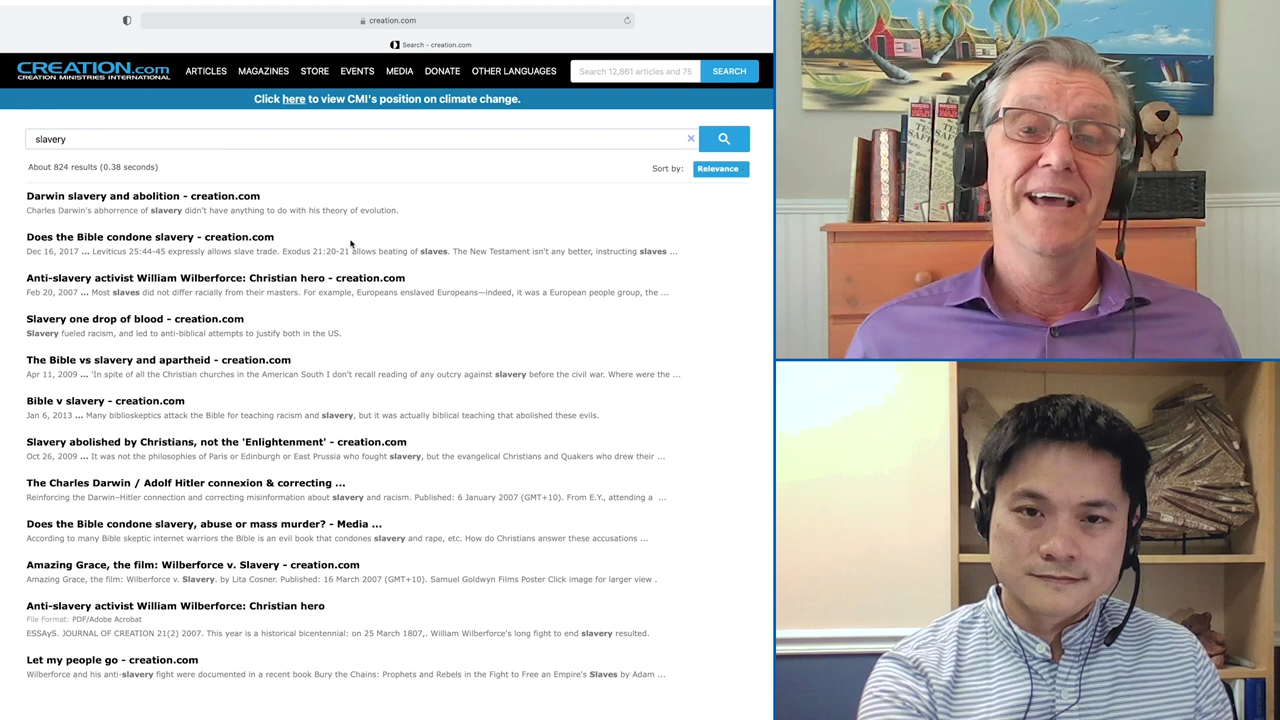 creation.com
Search - creation.com
CREATION.com
CREATION MINISTRIES INTERNATIONAL
ARTICLES MAGAZINES STORE EVENTS MEDIA DONATE OTHER LANGUAGES
Search 12,861 articles and 75
SEARCH
Click here to view CMI's position on climate change.
slavery
About 824 results (0.38 seconds)
Sort by:
Relevance
Darwin slavery and abolition - creation.com
Charles Darwin's abhorrence of slavery didn't have anything to do with his theory of evolution.
Does the Bible condone slavery - creation.com
Dec 16, 2017 ... Leviticus 25:44-45 expressly allows slave trade. Exodus 21:20-21 allows beating of slaves. The New Testament isn't any better, instructing slaves ...
Anti-slavery activist William Wilberforce: Christian hero - creation.com
Feb 20, 2007 ... Most slaves did not differ racially from their masters. For example, Europeans enslaved Europeans—indeed, it was a European people group, the ...
Slavery one drop of blood - creation.com
Slavery fueled racism, and led to anti-biblical attempts to justify both in the US.
The Bible vs slavery and apartheid - creation.com
Apr 11, 2009 ... 'In spite of all the Christian churches in the American South I don't recall reading of any outcry against slavery before the civil war. Where were the ...
Bible v slavery - creation.com
Jan 6, 2013 ... Many biblioskeptics attack the Bible for teaching racism and slavery, but it was actually biblical teaching that abolished these evils.
Slavery abolished by Christians, not the 'Enlightenment' - creation.com
Oct 26, 2009 ... It was not the philosophies of Paris or Edinburgh or East Prussia who fought slavery, but the evangelical Christians and Quakers who drew their ...
The Charles Darwin / Adolf Hitler connexion & correcting ...
Reinforcing the Darwin–Hitler connection and correcting misinformation about slavery and racism. Published: 6 January 2007 (GMT+10). From E.Y., attending a ...
Does the Bible condone slavery, abuse or mass murder? - Media ...
According to many Bible skeptic internet warriors the Bible is an evil book that condones slavery and rape, etc. How do Christians answer these accusations ...
Amazing Grace, the film: Wilberforce v. Slavery - creation.com
Amazing Grace, the film: Wilberforce v. Slavery. by Lita Cosner. Published: 16 March 2007 (GMT+10). Samuel Goldwyn Films Poster Click image for larger view .
Anti-slavery activist William Wilberforce: Christian hero
File Format: PDF/Adobe Acrobat
ESSAyS. JOURNAL OF CREATION 21(2) 2007. This year is a historical bicentennial: on 25 March 1807,. William Wilberforce's long fight to end slavery resulted.
Let my people go - creation.com
Wilberforce and his anti-slavery fight were documented in a recent book Bury the Chains: Prophets and Rebels in the Fight to Free an Empire's Slaves by Adam ...